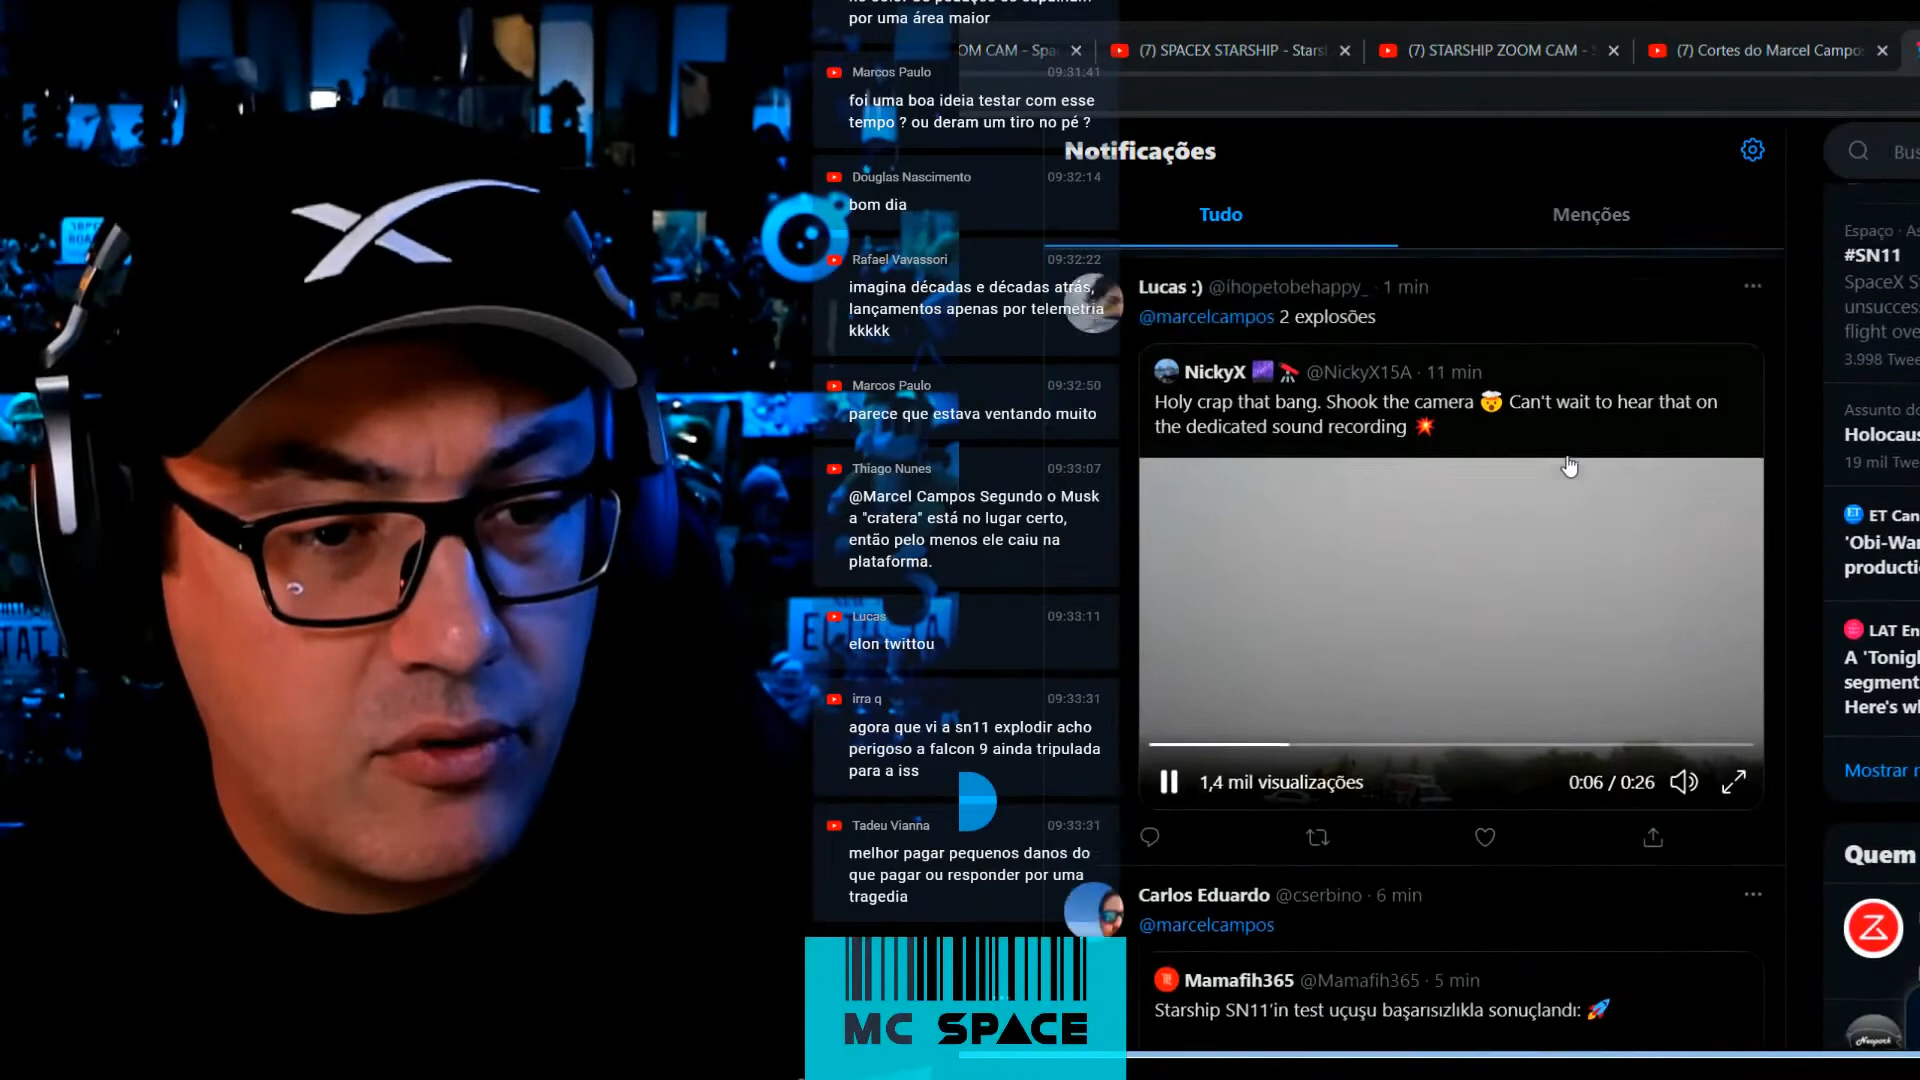 por uma área maior
Marcos Paulo 09:31:41
foi uma boa ideia testar com esse
tempo ? ou deram um tiro no pé ?
Douglas Nascimento 09:32:14
bom dia
Rafael Vavassori 09:32:22
imagina décadas e décadas atrás,
lançamentos apenas por telemetria
kkkkk
Marcos Paulo 09:32:50
parece que estava ventando muito
Thiago Nunes 09:33:07
@Marcel Campos Segundo o Musk
a "cratera" está no lugar certo,
então pelo menos ele caiu na
plataforma.
Lucas 09:33:11
elon twittou
irra q 09:33:31
agora que vi a sn11 explodir acho
perigoso a falcon 9 ainda tripulada
para a iss
Tadeu Vianna 09:33:31
melhor pagar pequenos danos do
que pagar ou responder por uma
tragedia
MC SPACE
OM CAM - Spa
(7) SPACEX STARSHIP - Stars
(7) STARSHIP ZOOM CAM -
(7) Cortes do Marcel Campo
Notificações
Tudo Menções
Lucas :) @ihopetobehappy_ · 1 min
@marcelcampos 2 explosões
NickyX @NickyX15A · 11 min
Holy crap that bang. Shook the camera 🤯 Can't wait to hear that on
the dedicated sound recording 💥
1,4 mil visualizações 0:06 / 0:26
Carlos Eduardo @cserbino · 6 min
@marcelcampos
Mamafih365 @Mamafih365 · 5 min
Starship SN11'in test uçuşu başarısızlıkla sonuçlandı: 🚀
Bus
Espaço · As
#SN11
SpaceX S
unsucces
flight ove
3.998 Twee
Assunto do
Holocaus
19 mil Twe
ET Can
'Obi-Wa
producti
LAT En
A 'Tonig
segment
Here's w
Mostrar
Quem